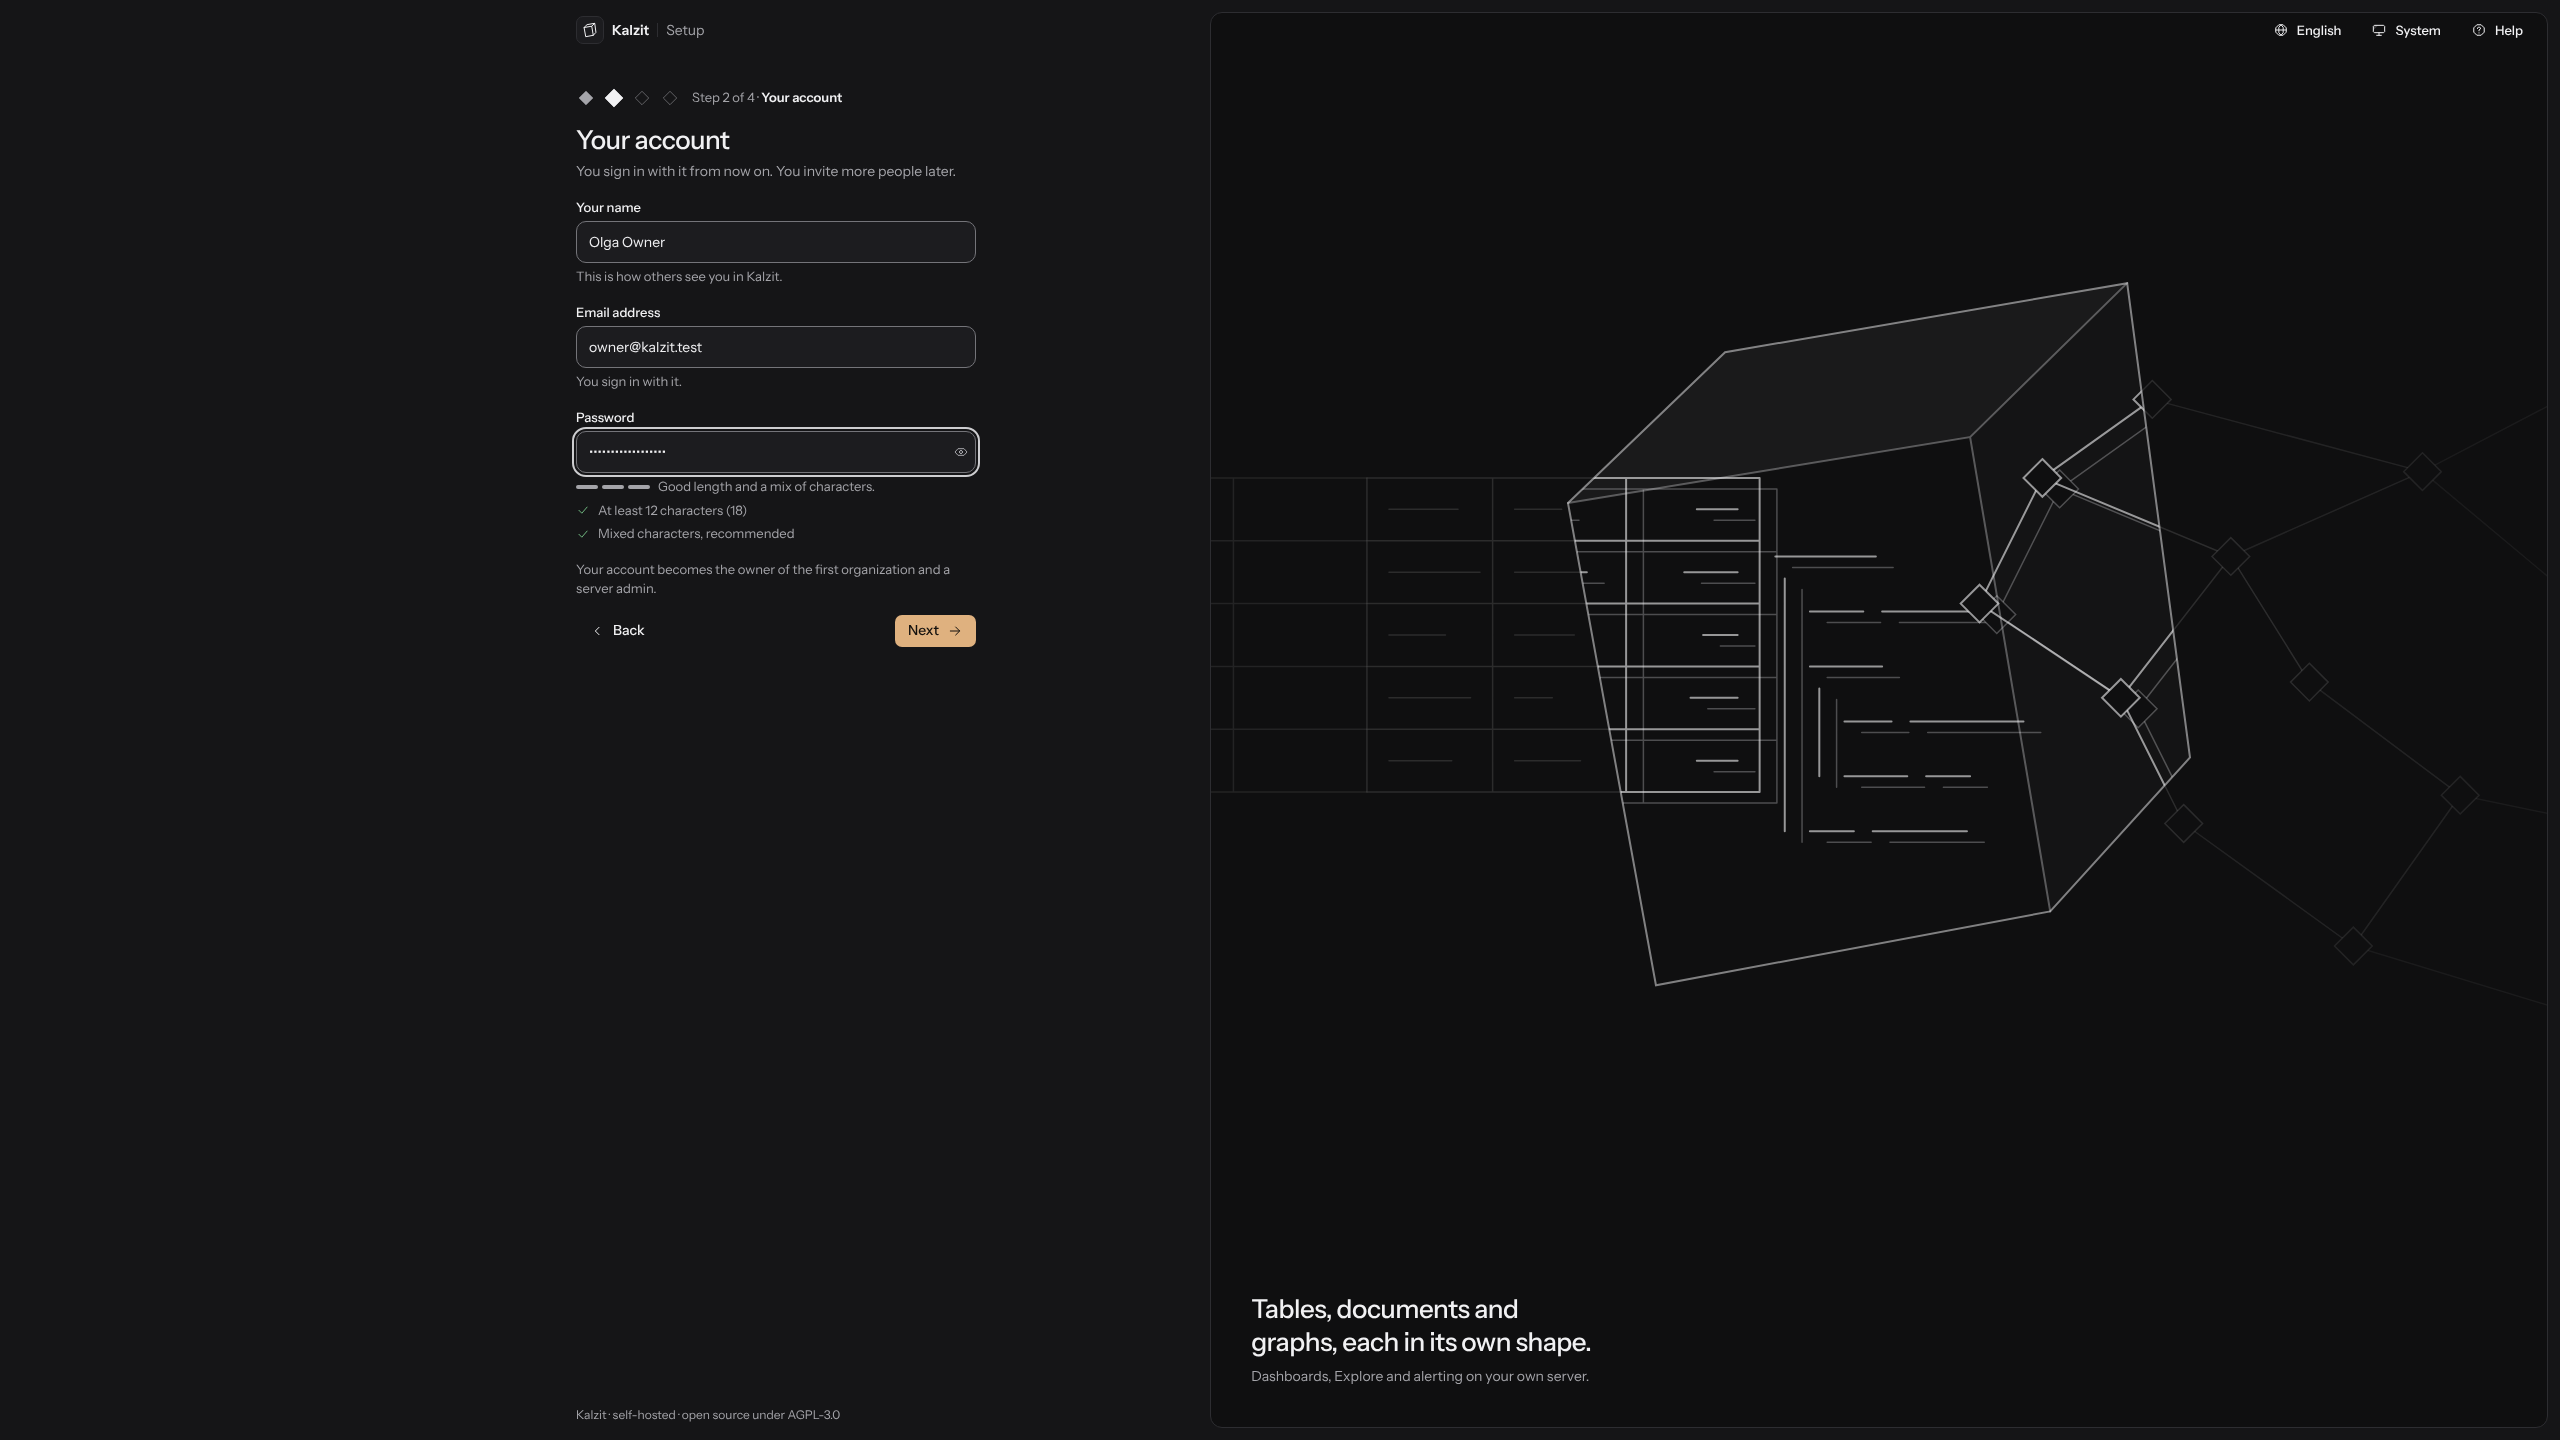 Kalzit
Setup
English
System
Help
Step 2 of 4 · Your account
Your account
You sign in with it from now on. You invite more people later.
Your name
Olga Owner
This is how others see you in Kalzit.
Email address
owner@kalzit.test
You sign in with it.
Password
••••••••••••••••••
Good length and a mix of characters.
At least 12 characters (18)
Mixed characters, recommended
Your account becomes the owner of the first organization and a
server admin.
Back
Next
Tables, documents and
graphs, each in its own shape.
Dashboards, Explore and alerting on your own server.
Kalzit · self-hosted · open source under AGPL-3.0